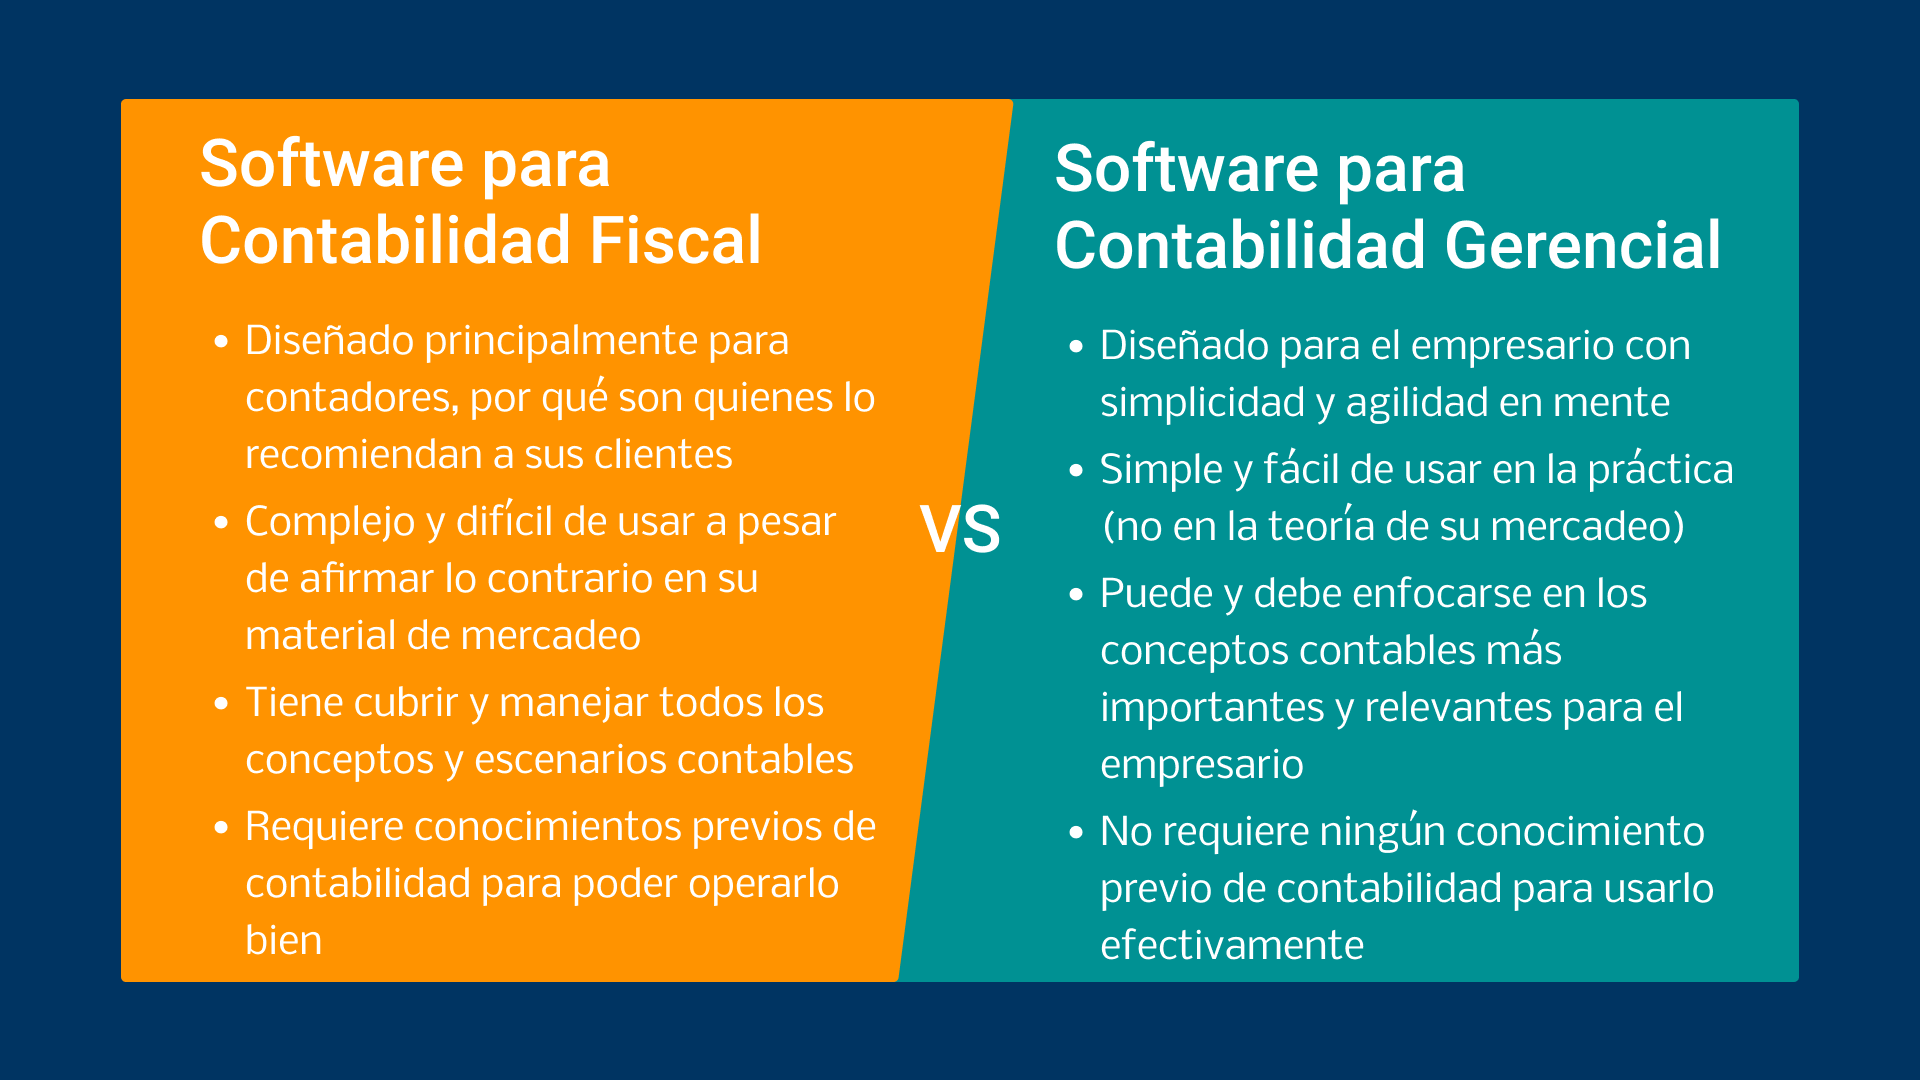 Software para
Contabilidad Fiscal
• Diseñado principalmente para
contadores, por qué son quienes lo
recomiendan a sus clientes
• Complejo y difícil de usar a pesar
de afirmar lo contrario en su
material de mercadeo
• Tiene cubrir y manejar todos los
conceptos y escenarios contables
• Requiere conocimientos previos de
contabilidad para poder operarlo
bien
VS
Software para
Contabilidad Gerencial
• Diseñado para el empresario con
simplicidad y agilidad en mente
• Simple y fácil de usar en la práctica
(no en la teoría de su mercadeo)
• Puede y debe enfocarse en los
conceptos contables más
importantes y relevantes para el
empresario
• No requiere ningún conocimiento
previo de contabilidad para usarlo
efectivamente